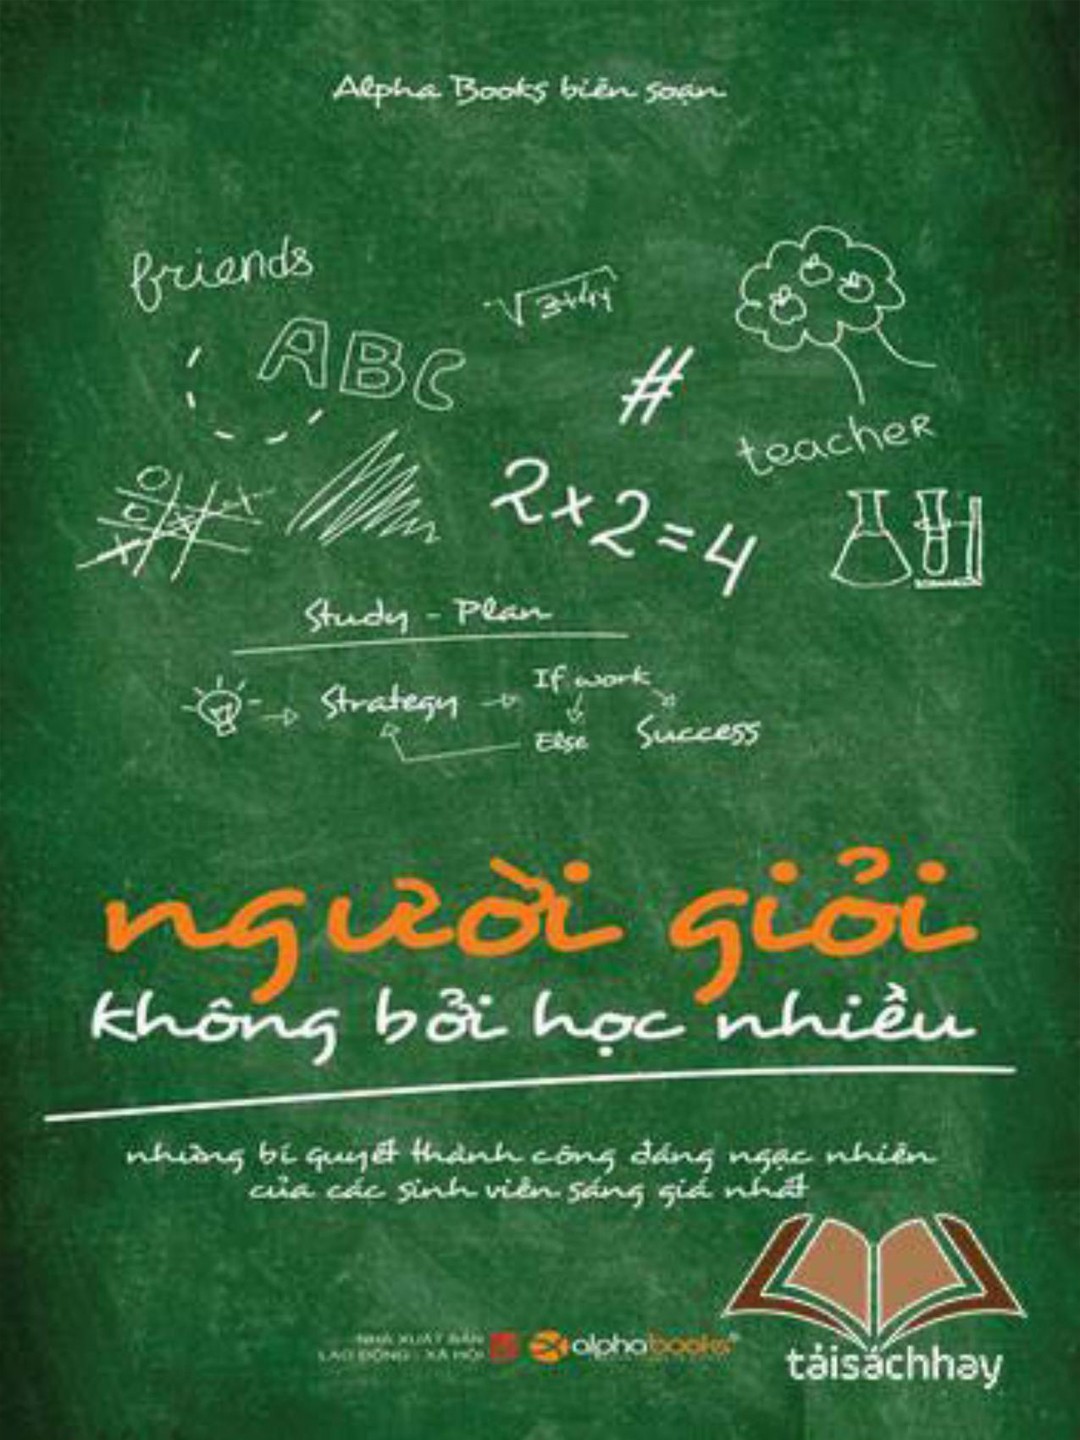 Alpha Books biên soạn
friends
√3+44
ABC
#
teacher
2x2=4
Study - Plan
Strategy
If work
Else
Success
người giỏi
không bởi học nhiều
những bí quyết thành công đáng ngạc nhiên
của các sinh viên sáng giá nhất
NHÀ XUẤT BẢN
LAO ĐỘNG - XÃ HỘI
alphabooks®
tảisáchhay